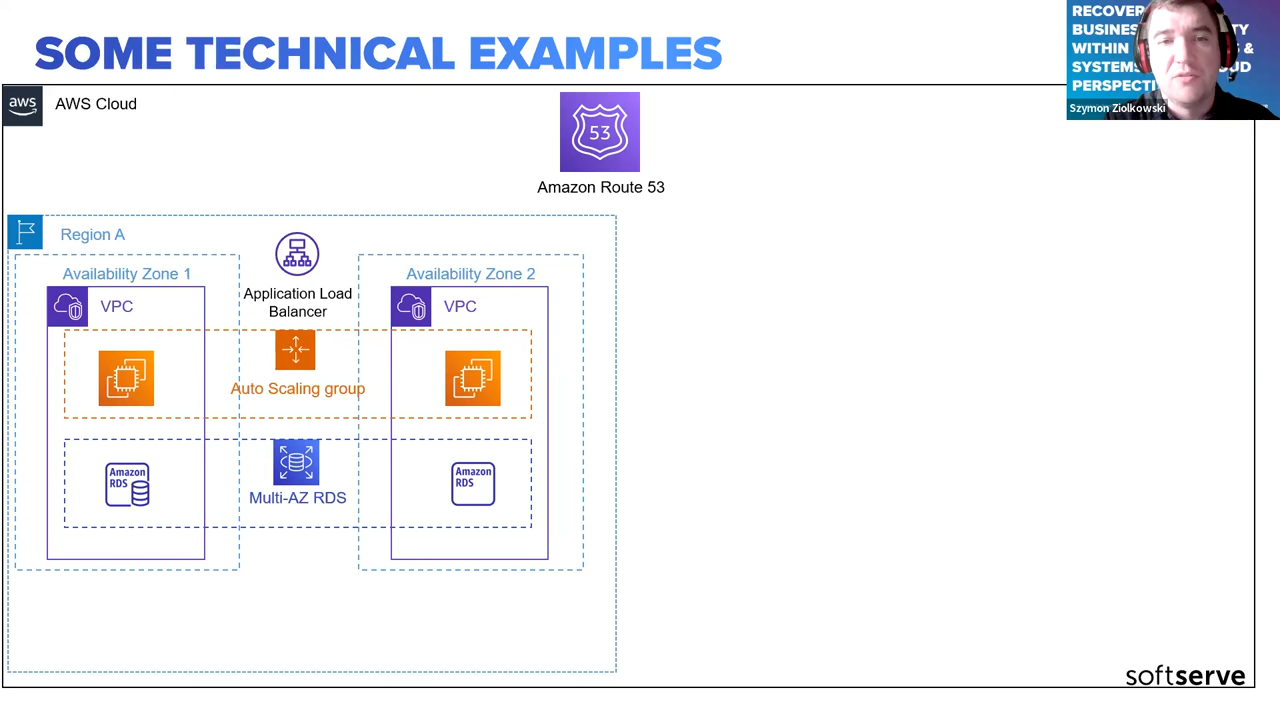 SOME TECHNICAL EXAMPLES
RECOVER
BUSINES TY
WITHIN &
SYSTEMS OUD
PERSPECTI
Szymon Ziolkowski
aws
AWS Cloud
53
Amazon Route 53
Region A
Availability Zone 1
Availability Zone 2
Application Load
Balancer
VPC
VPC
Auto Scaling group
Amazon
RDS
Amazon
RDS
Multi-AZ RDS
softserve